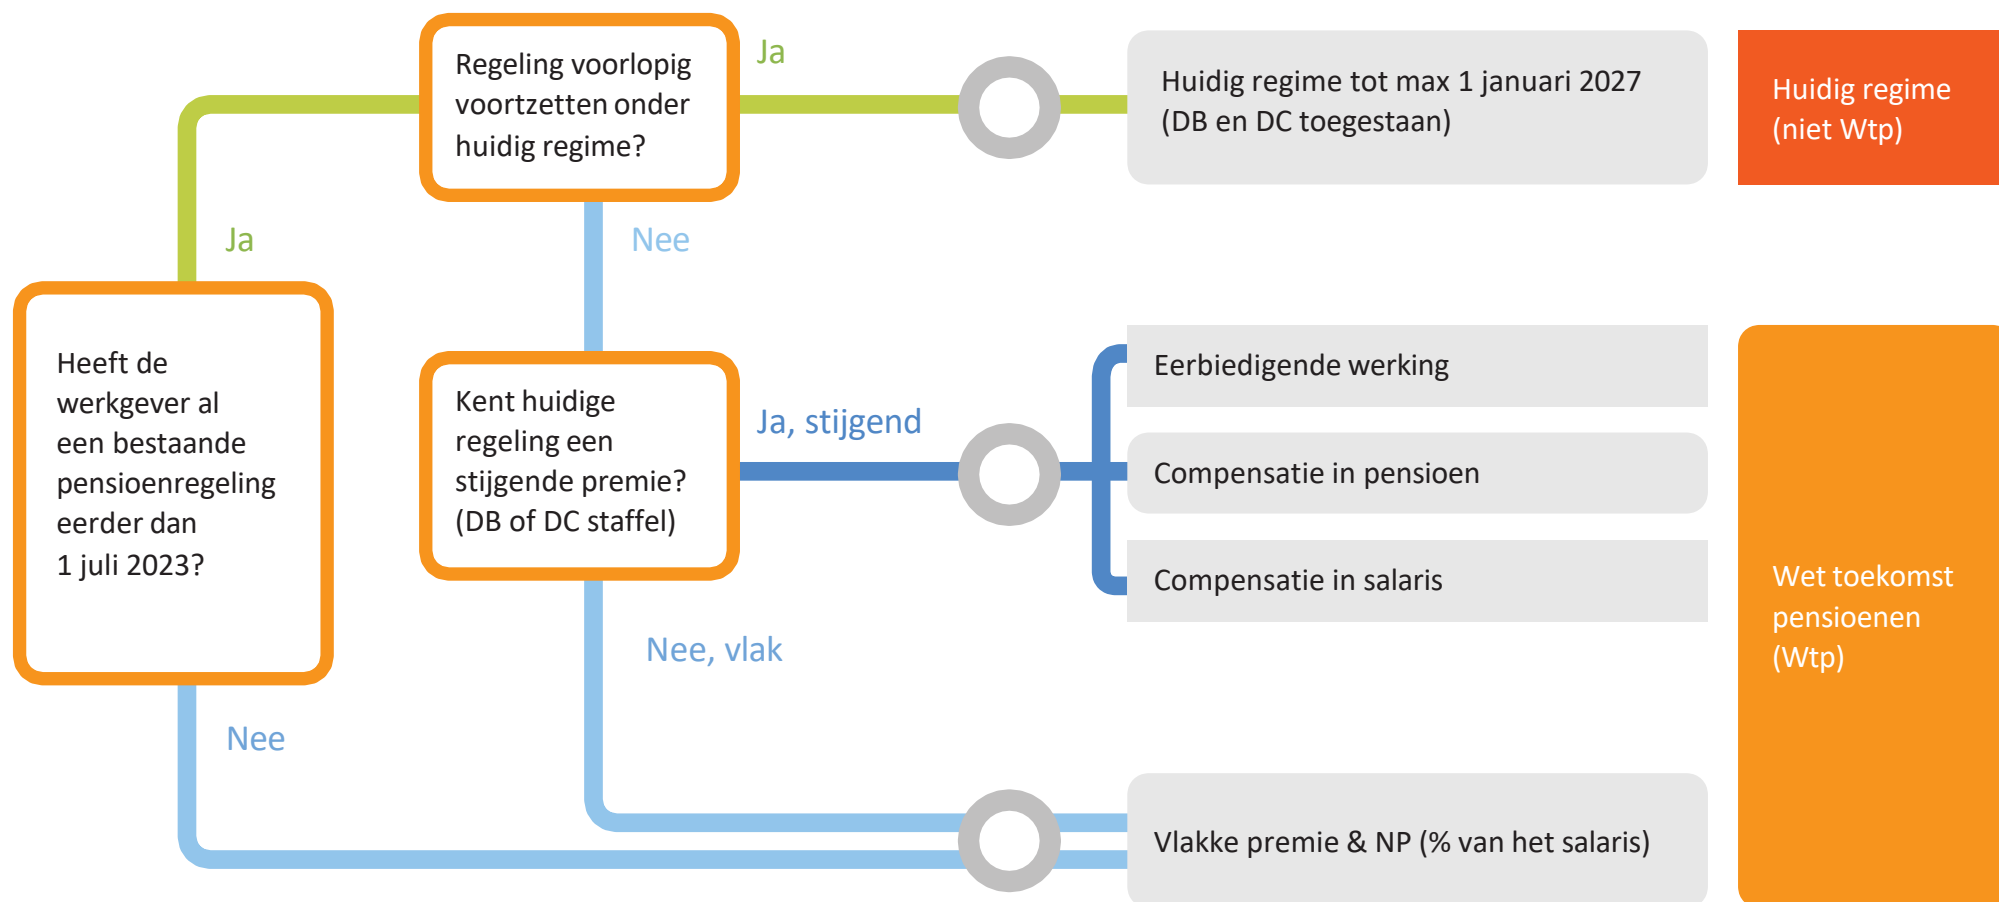 Regeling voorlopig
voortzetten onder
huidig regime?
Ja
Huidig regime tot max 1 januari 2027
(DB en DC toegestaan)
Huidig regime
(niet Wtp)
Ja
Nee
Heeft de
werkgever al
een bestaande
pensioenregeling
eerder dan
1 juli 2023?
Kent huidige
regeling een
stijgende premie?
(DB of DC staffel)
Ja, stijgend
Eerbiedigende werking
Compensatie in pensioen
Compensatie in salaris
Wet toekomst
pensioenen
(Wtp)
Nee, vlak
Nee
Vlakke premie & NP (% van het salaris)